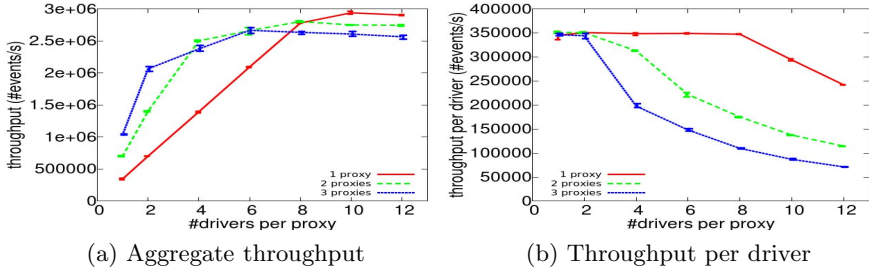 3.5e+06
3e+06
2.5e+06
2e+06
1.5e+06
1e+06
500000
0
throughput (#events/s)
1 proxy
2 proxies
3 proxies
0 2 4 6 8 10 12
#drivers per proxy
(a) Aggregate throughput
400000
350000
300000
250000
200000
150000
100000
50000
0
throughput per driver (#events/s)
1 proxy
2 proxies
3 proxies
0 2 4 6 8 10 12
#drivers per proxy
(b) Throughput per driver